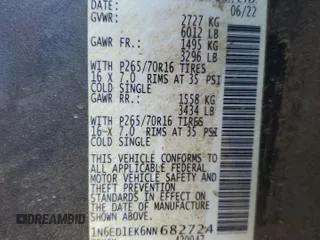 DATE:
06/22
GVWR: 2727 KG
6012 LB
GAWR FR.: 1495 KG
3296 LB
WITH P265/70R16 TIRES
16 X 7.0 RIMS AT 35 PSI
COLD SINGLE
GAWR RR.: 1558 KG
3434 LB
WITH P265/70R16 TIRES
16 X 7.0 RIMS AT 35 PSI
COLD SINGLE
THIS VEHICLE CONFORMS TO
ALL APPLICABLE FEDERAL
MOTOR VEHICLE SAFETY AND
THEFT PREVENTION
STANDARDS IN EFFECT
ON THE DATE OF MANUFACTURE
SHOWN ABOVE.
1N6ED1EK6NN682724
DREAMBID